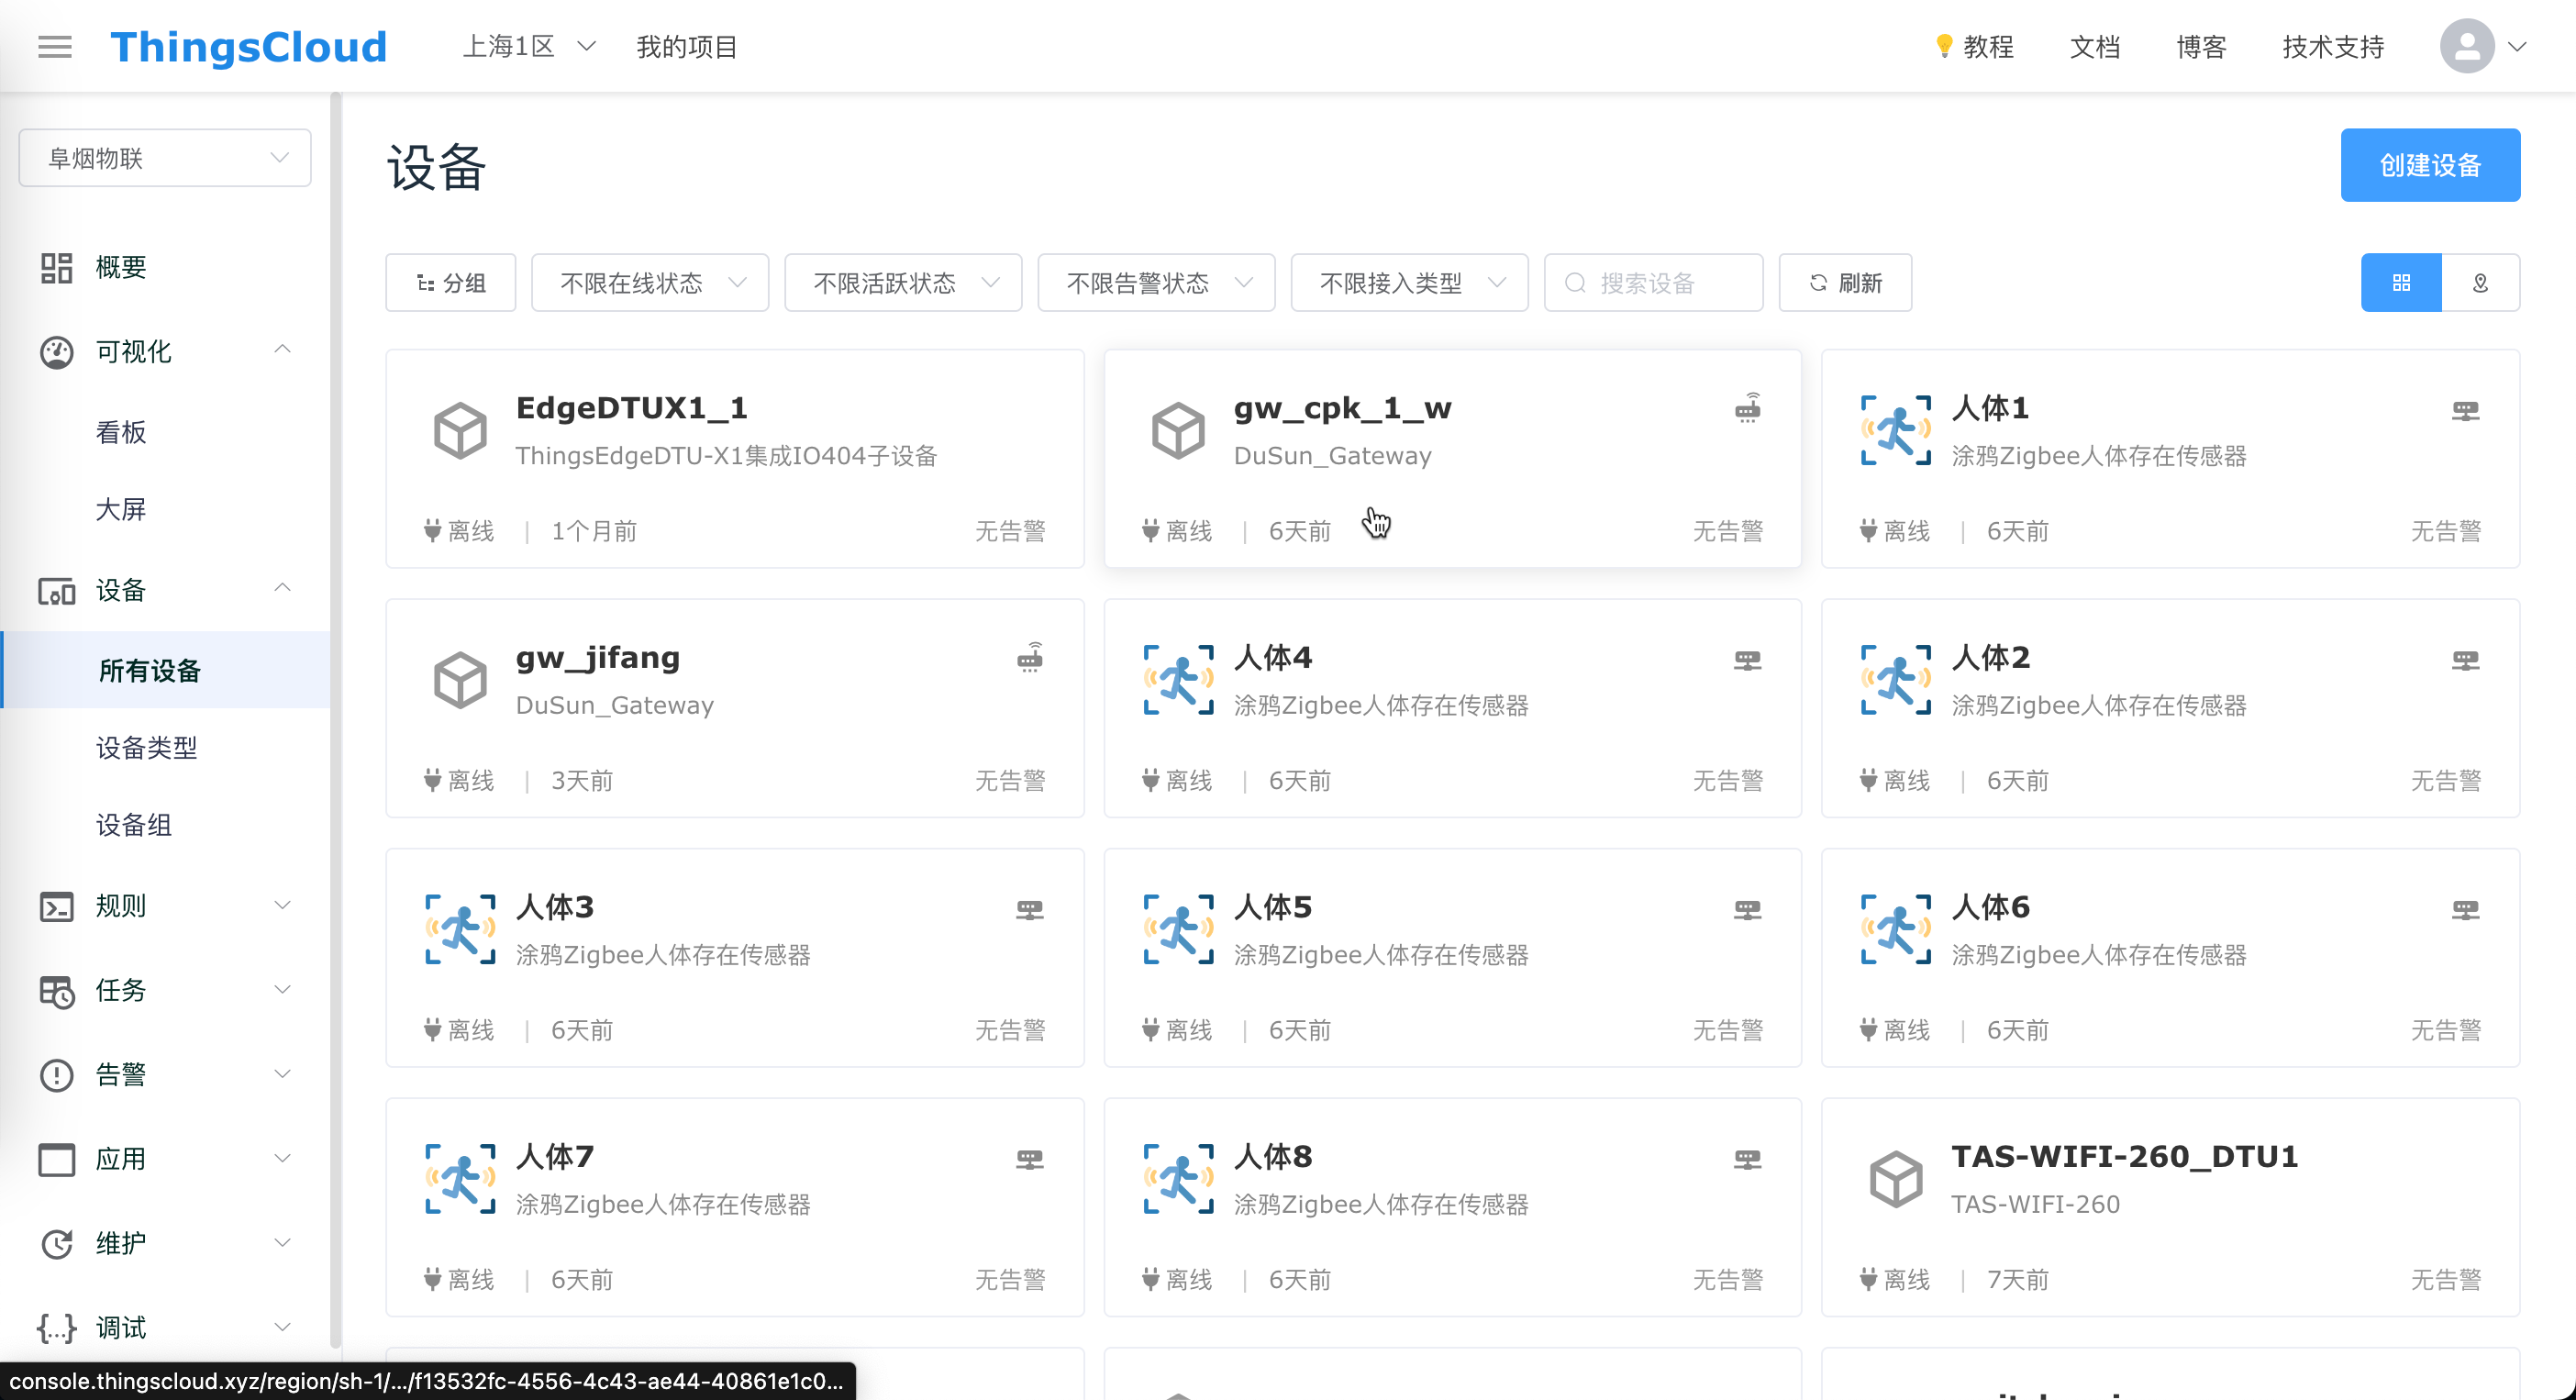 ThingsCloud
上海1区
我的项目
教程
文档
博客
技术支持
阜烟物联
概要
可视化
看板
大屏
设备
所有设备
设备类型
设备组
规则
任务
告警
应用
维护
{...} 调试
设备
创建设备
分组
不限在线状态
不限活跃状态
不限告警状态
不限接入类型
搜索设备
刷新
EdgeDTUX1_1
ThingsEdgeDTU-X1集成IO404子设备
离线 | 1个月前 无告警
gw_cpk_1_w
DuSun_Gateway
离线 | 6天前 无告警
人体1
涂鸦Zigbee人体存在传感器
离线 | 6天前 无告警
gw_jifang
DuSun_Gateway
离线 | 3天前 无告警
人体4
涂鸦Zigbee人体存在传感器
离线 | 6天前 无告警
人体2
涂鸦Zigbee人体存在传感器
离线 | 6天前 无告警
人体3
涂鸦Zigbee人体存在传感器
离线 | 6天前 无告警
人体5
涂鸦Zigbee人体存在传感器
离线 | 6天前 无告警
人体6
涂鸦Zigbee人体存在传感器
离线 | 6天前 无告警
人体7
涂鸦Zigbee人体存在传感器
离线 | 6天前 无告警
人体8
涂鸦Zigbee人体存在传感器
离线 | 6天前 无告警
TAS-WIFI-260_DTU1
TAS-WIFI-260
离线 | 7天前 无告警
console.thingscloud.xyz/region/sh-1/.../f13532fc-4556-4c43-ae44-40861e1c0...